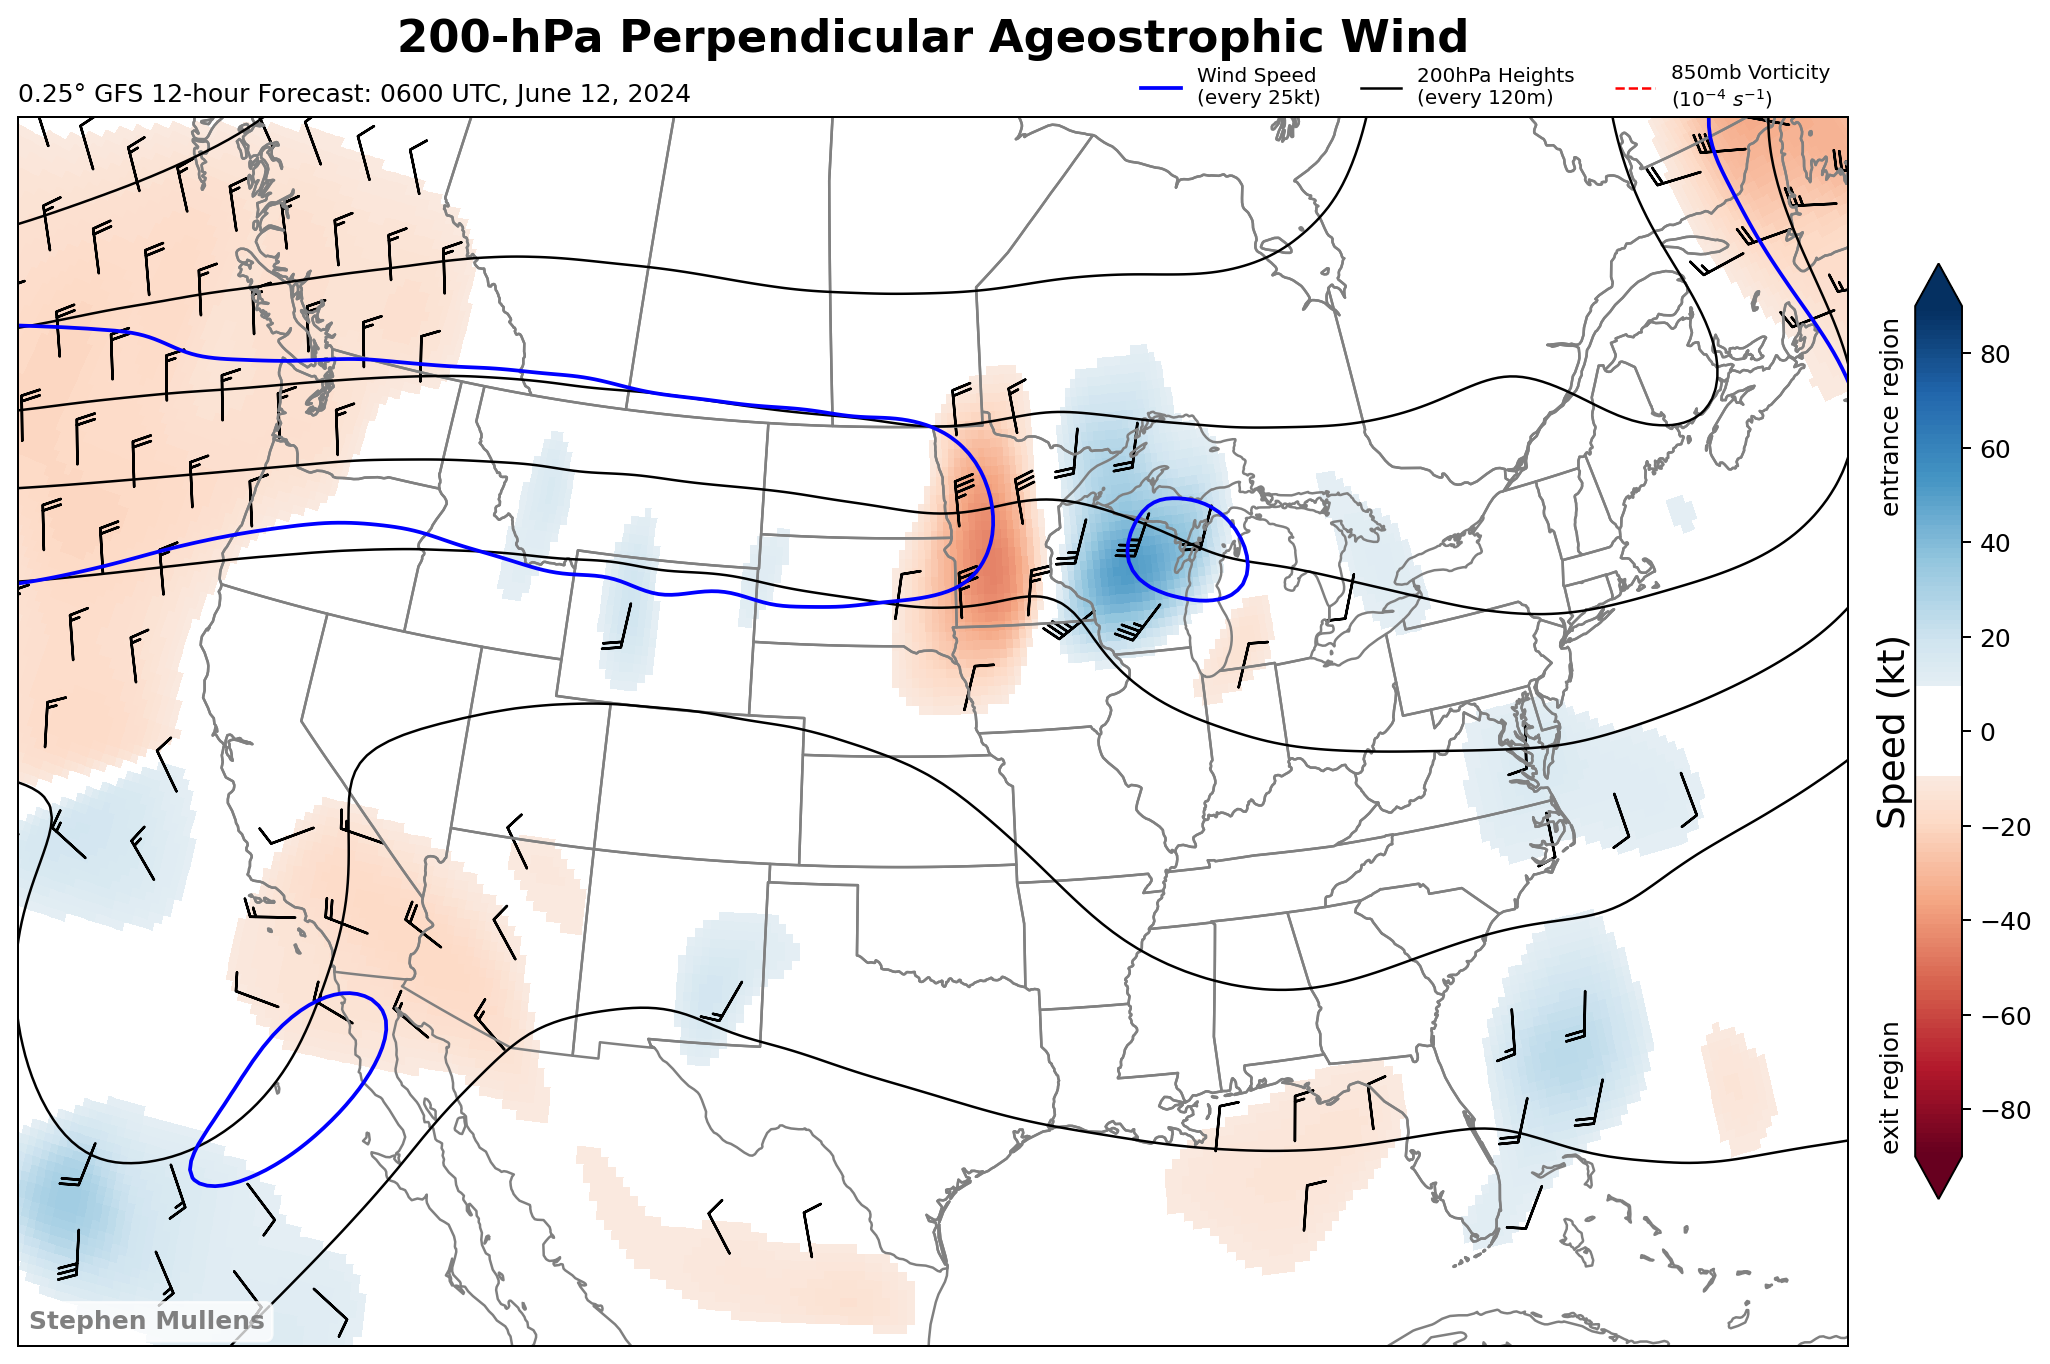 200-hPa Perpendicular Ageostrophic Wind
0.25° GFS 12-hour Forecast: 0600 UTC, June 12, 2024
Wind Speed
(every 25kt)
200hPa Heights
(every 120m)
850mb Vorticity
(10⁻⁴ s⁻¹)
entrance region
Speed (kt)
exit region
80
60
40
20
0
−20
−40
−60
−80
Stephen Mullens